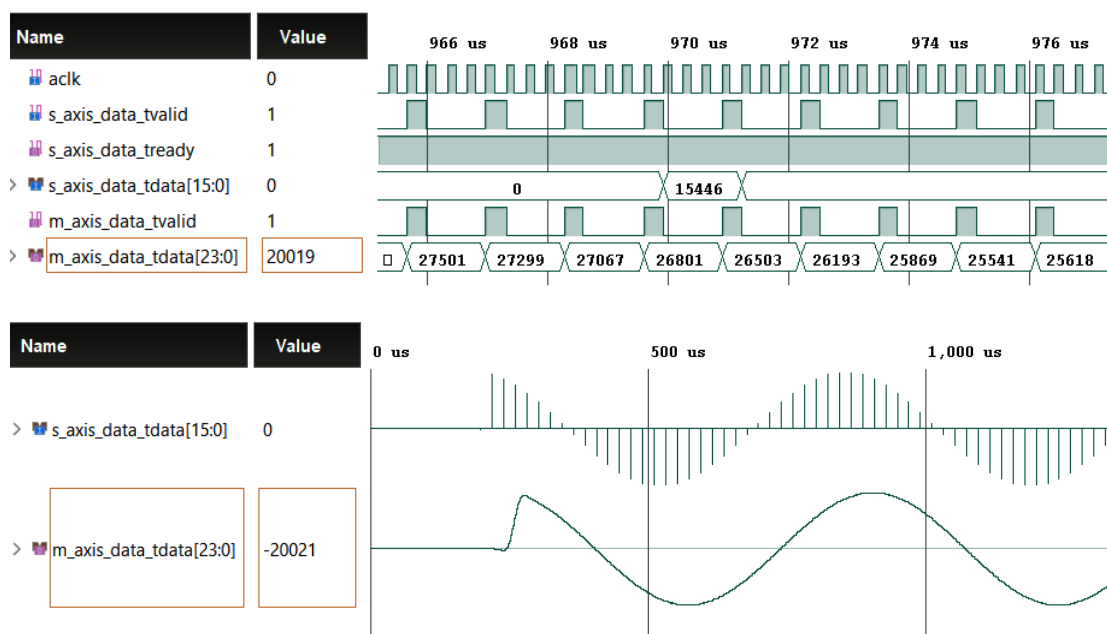 Name Value 966 us 968 us 970 us 972 us 974 us 976 us
aclk 0
s_axis_data_tvalid 1
s_axis_data_tready 1
s_axis_data_tdata[15:0] 0 0 15446
m_axis_data_tvalid 1
m_axis_data_tdata[23:0] 20019 27501 27299 27067 26801 26503 26193 25869 25541 25618
Name Value 0 us 500 us 1,000 us
s_axis_data_tdata[15:0] 0
m_axis_data_tdata[23:0] -20021